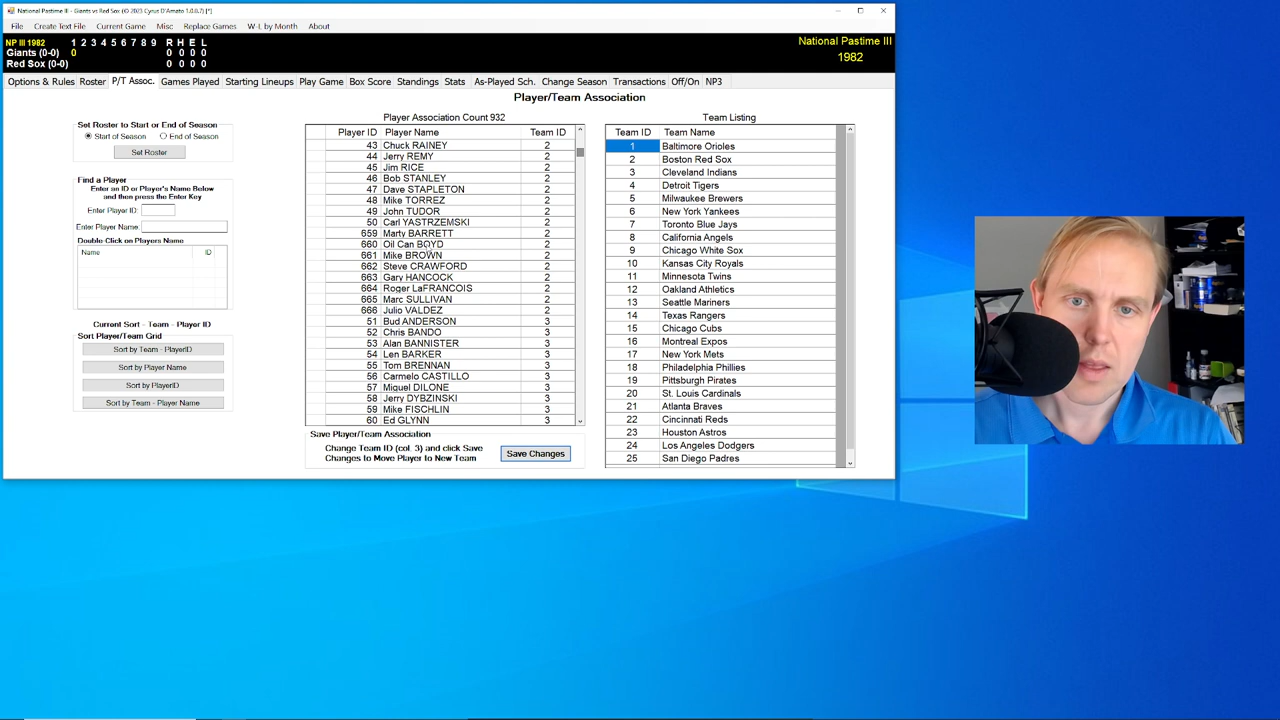 National Pastime III - Giants vs Red Sox (© 2023 Cyrus D'Amato 1.0.0.7) [*]
File Create Text File Current Game Misc Replace Games W-L by Month About
NP III 1982 1 2 3 4 5 6 7 8 9 R H E L
Giants (0-0) 0 0 0 0 0
Red Sox (0-0) 0 0 0 0
National Pastime III
1982
Options & Rules Roster P/T Assoc. Games Played Starting Lineups Play Game Box Score Standings Stats As-Played Sch. Change Season Transactions Off/On NP3
Player/Team Association
Set Roster to Start or End of Season
Start of Season End of Season
Set Roster
Find a Player
Enter an ID or Player's Name Below
and then press the Enter Key
Enter Player ID:
Enter Player Name:
Double Click on Players Name
Name ID
Current Sort - Team - Player ID
Sort Player/Team Grid
Sort by Team - PlayerID
Sort by Player Name
Sort by PlayerID
Sort by Team - Player Name
Player Association Count 932
Player ID Player Name Team ID
43 Chuck RAINEY 2
44 Jerry REMY 2
45 Jim RICE 2
46 Bob STANLEY 2
47 Dave STAPLETON 2
48 Mike TORREZ 2
49 John TUDOR 2
50 Carl YASTRZEMSKI 2
659 Marty BARRETT 2
660 Oil Can BOYD 2
661 Mike BROWN 2
662 Steve CRAWFORD 2
663 Gary HANCOCK 2
664 Roger LaFRANCOIS 2
665 Marc SULLIVAN 2
666 Julio VALDEZ 2
51 Bud ANDERSON 3
52 Chris BANDO 3
53 Alan BANNISTER 3
54 Len BARKER 3
55 Tom BRENNAN 3
56 Carmelo CASTILLO 3
57 Miguel DILONE 3
58 Jerry DYBZINSKI 3
59 Mike FISCHLIN 3
60 Ed GLYNN 3
Save Player/Team Association
Change Team ID (col. 3) and click Save
Changes to Move Player to New Team
Save Changes
Team Listing
Team ID Team Name
1 Baltimore Orioles
2 Boston Red Sox
3 Cleveland Indians
4 Detroit Tigers
5 Milwaukee Brewers
6 New York Yankees
7 Toronto Blue Jays
8 California Angels
9 Chicago White Sox
10 Kansas City Royals
11 Minnesota Twins
12 Oakland Athletics
13 Seattle Mariners
14 Texas Rangers
15 Chicago Cubs
16 Montreal Expos
17 New York Mets
18 Philadelphia Phillies
19 Pittsburgh Pirates
20 St. Louis Cardinals
21 Atlanta Braves
22 Cincinnati Reds
23 Houston Astros
24 Los Angeles Dodgers
25 San Diego Padres